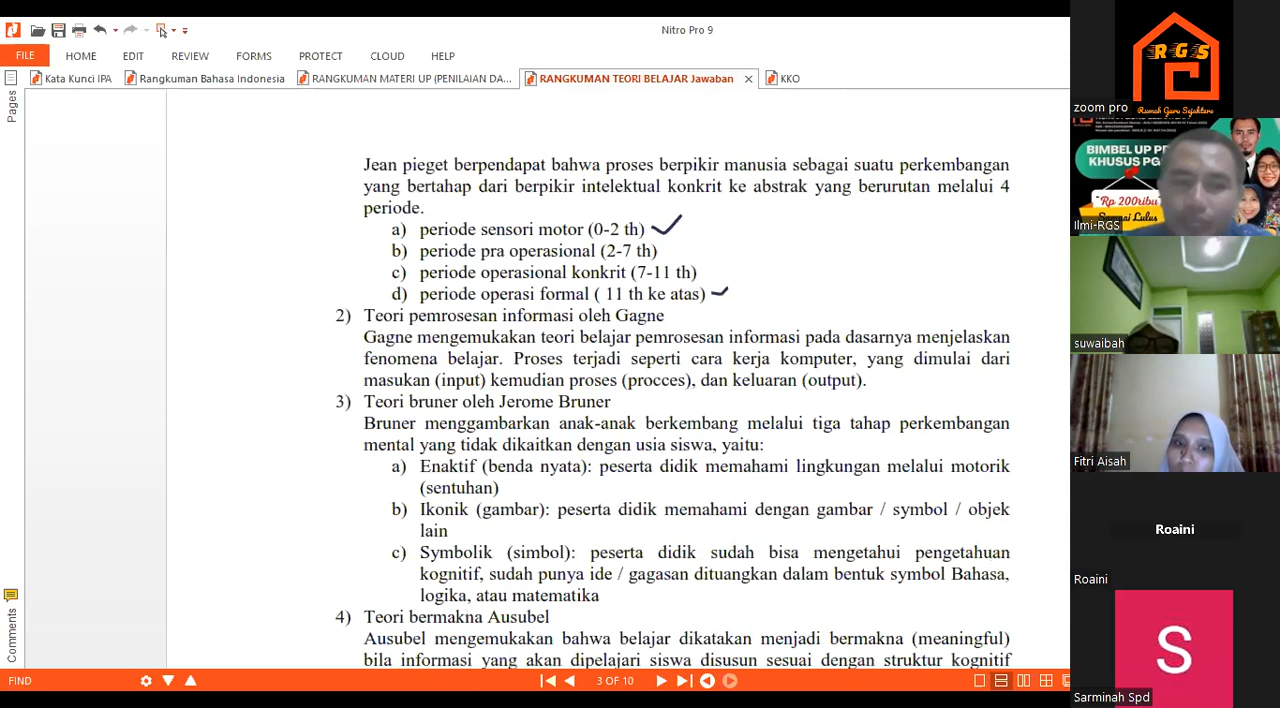 Nitro Pro 9
FILE
HOME
EDIT
REVIEW
FORMS
PROTECT
CLOUD
HELP
Kata Kunci IPA
Rangkuman Bahasa Indonesia
RANGKUMAN MATERI UP (PENILAIAN DA...
RANGKUMAN TEORI BELAJAR Jawaban
KKO
Pages
Jean pieget berpendapat bahwa proses berpikir manusia sebagai suatu perkembangan
yang bertahap dari berpikir intelektual konkrit ke abstrak yang berurutan melalui 4
periode.
a) periode sensori motor (0-2 th)
b) periode pra operasional (2-7 th)
c) periode operasional konkrit (7-11 th)
d) periode operasi formal ( 11 th ke atas)
2) Teori pemrosesan informasi oleh Gagne
Gagne mengemukakan teori belajar pemrosesan informasi pada dasarnya menjelaskan
fenomena belajar. Proses terjadi seperti cara kerja komputer, yang dimulai dari
masukan (input) kemudian proses (procces), dan keluaran (output).
3) Teori bruner oleh Jerome Bruner
Bruner menggambarkan anak-anak berkembang melalui tiga tahap perkembangan
mental yang tidak dikaitkan dengan usia siswa, yaitu:
a) Enaktif (benda nyata): peserta didik memahami lingkungan melalui motorik
(sentuhan)
b) Ikonik (gambar): peserta didik memahami dengan gambar / symbol / objek
lain
c) Symbolik (simbol): peserta didik sudah bisa mengetahui pengetahuan
kognitif, sudah punya ide / gagasan dituangkan dalam bentuk symbol Bahasa,
logika, atau matematika
4) Teori bermakna Ausubel
Ausubel mengemukakan bahwa belajar dikatakan menjadi bermakna (meaningful)
bila informasi yang akan dipelajari siswa disusun sesuai dengan struktur kognitif
Comments
FIND
3 OF 10
RGS
Rumah Guru Sejahtera
zoom pro
BIMBEL UP
KHUSUS PG
Rp 200ribu
Sampai Lulus
Ilmi-RGS
suwaibah
Fitri Aisah
Roaini
Roaini
S
Sarminah Spd